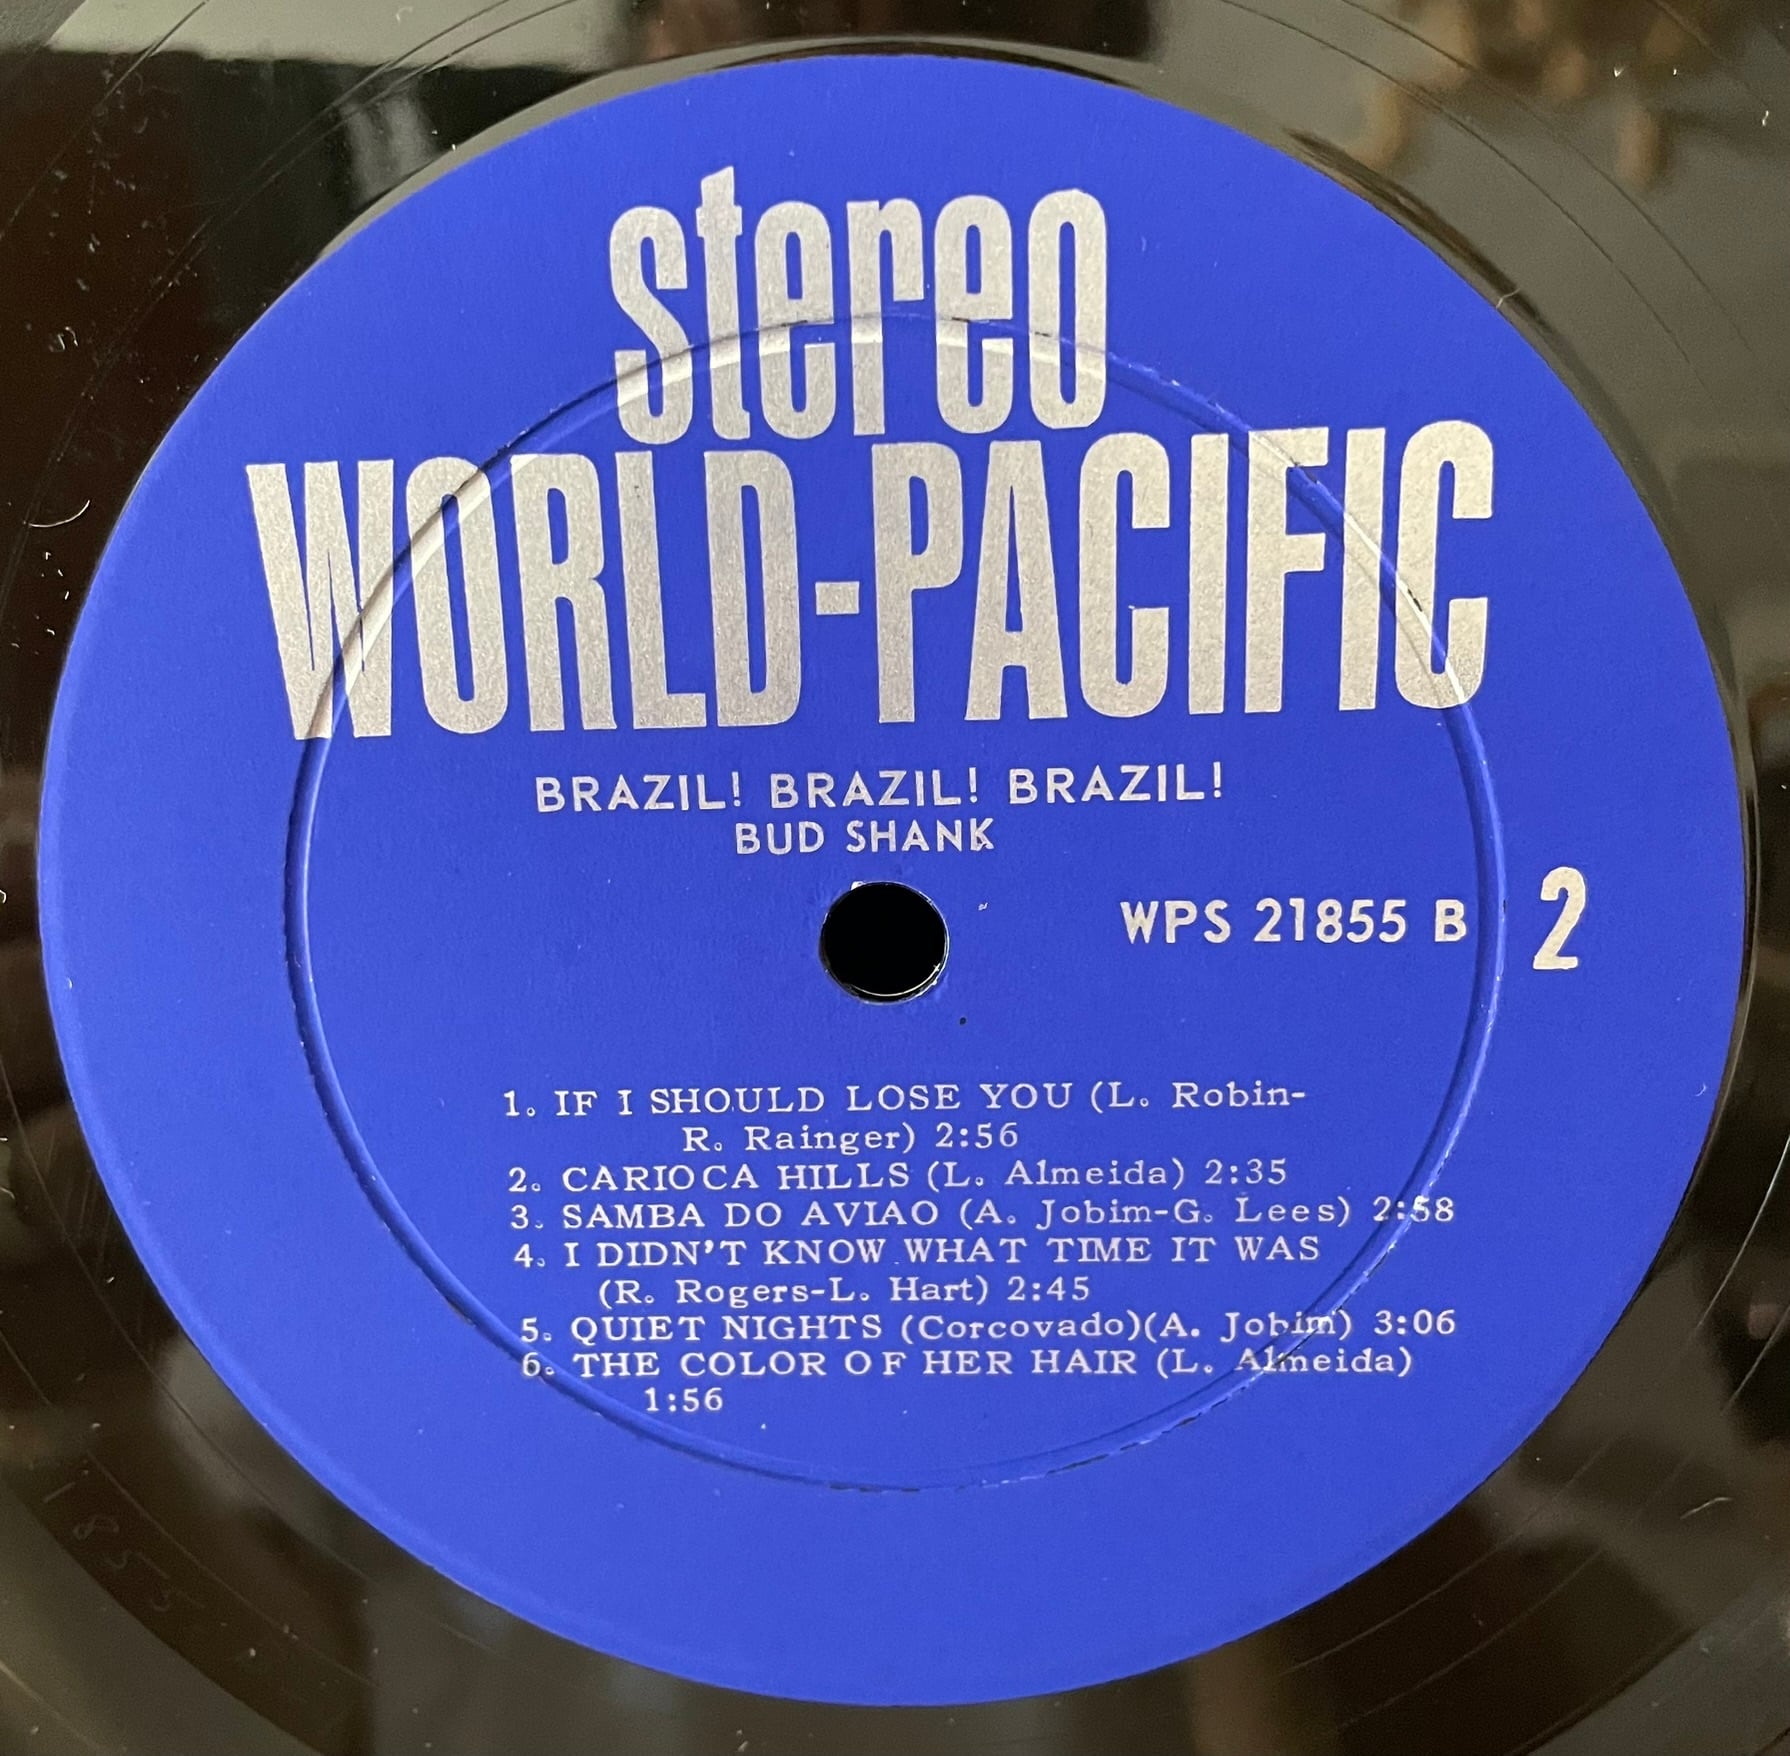 stereo
WORLD-PACIFIC
BRAZIL! BRAZIL! BRAZIL!
BUD SHANK
WPS 21855 B 2
1. IF I SHOULD LOSE YOU (L. Robin-
R. Rainger) 2:56
2. CARIOCA HILLS (L. Almeida) 2:35
3. SAMBA DO AVIAO (A. Jobim-G. Lees) 2:58
4. I DIDN'T KNOW WHAT TIME IT WAS
(R. Rogers-L. Hart) 2:45
5. QUIET NIGHTS (Corcovado)(A. Jobim) 3:06
6. THE COLOR OF HER HAIR (L. Almeida)
1:56